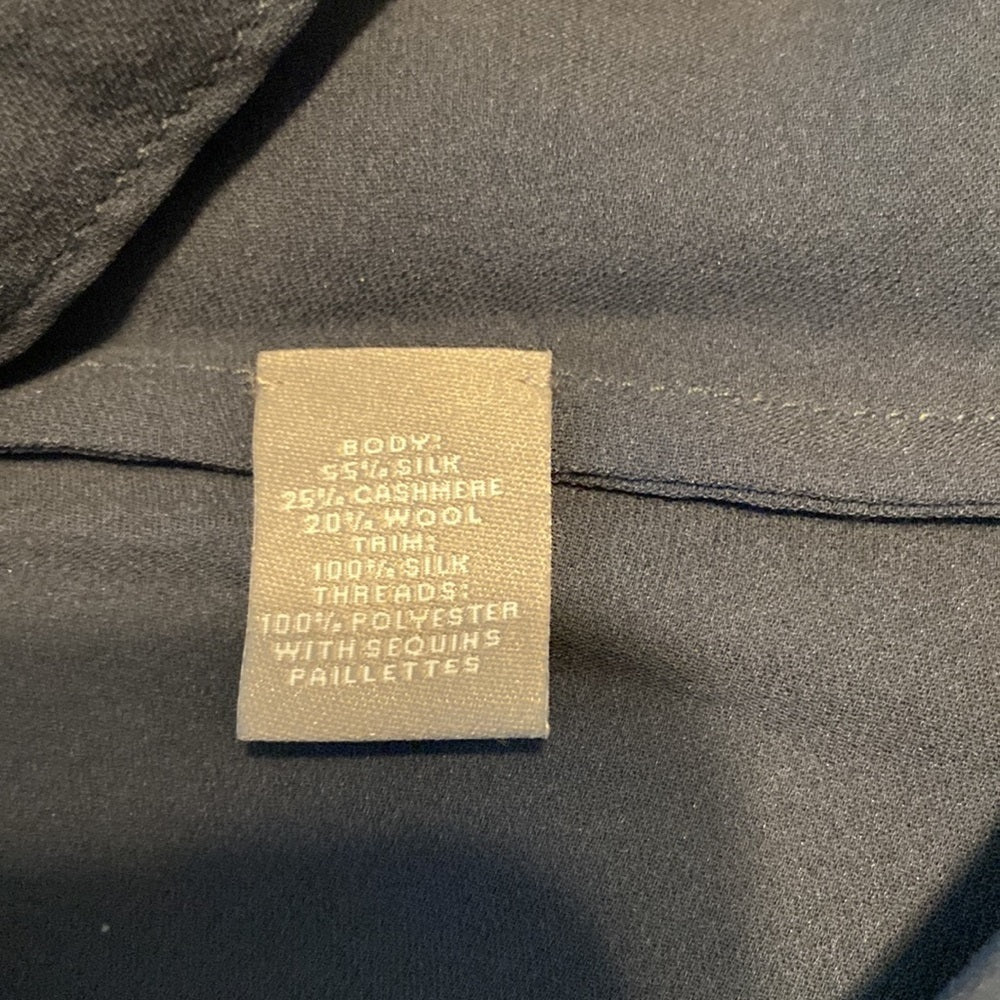 BODY:
55% SILK
25% CASHMERE
20% WOOL
TRIM:
100% SILK
THREADS:
100% POLYESTER
WITH SEQUINS
PAILLETTES